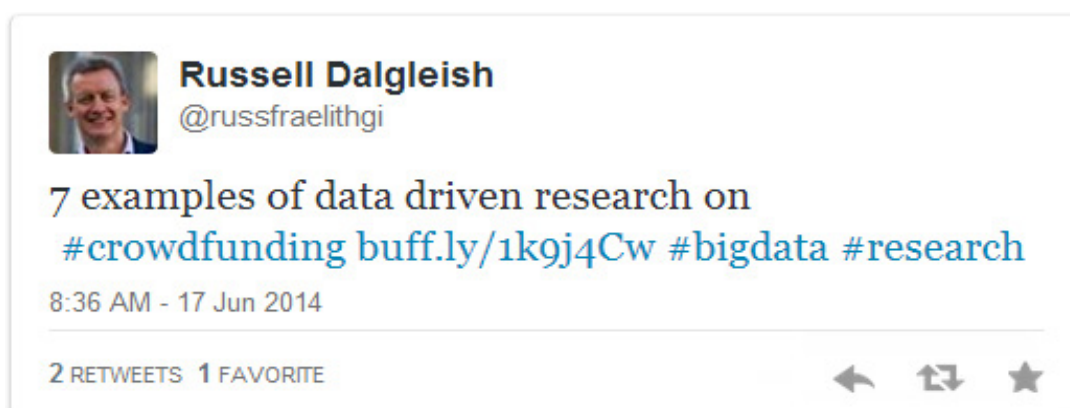 Russell Dalgleish
@russfraelithgi
7 examples of data driven research on
#crowdfunding buff.ly/1k9j4Cw #bigdata #research
8:36 AM - 17 Jun 2014
2 RETWEETS 1 FAVORITE